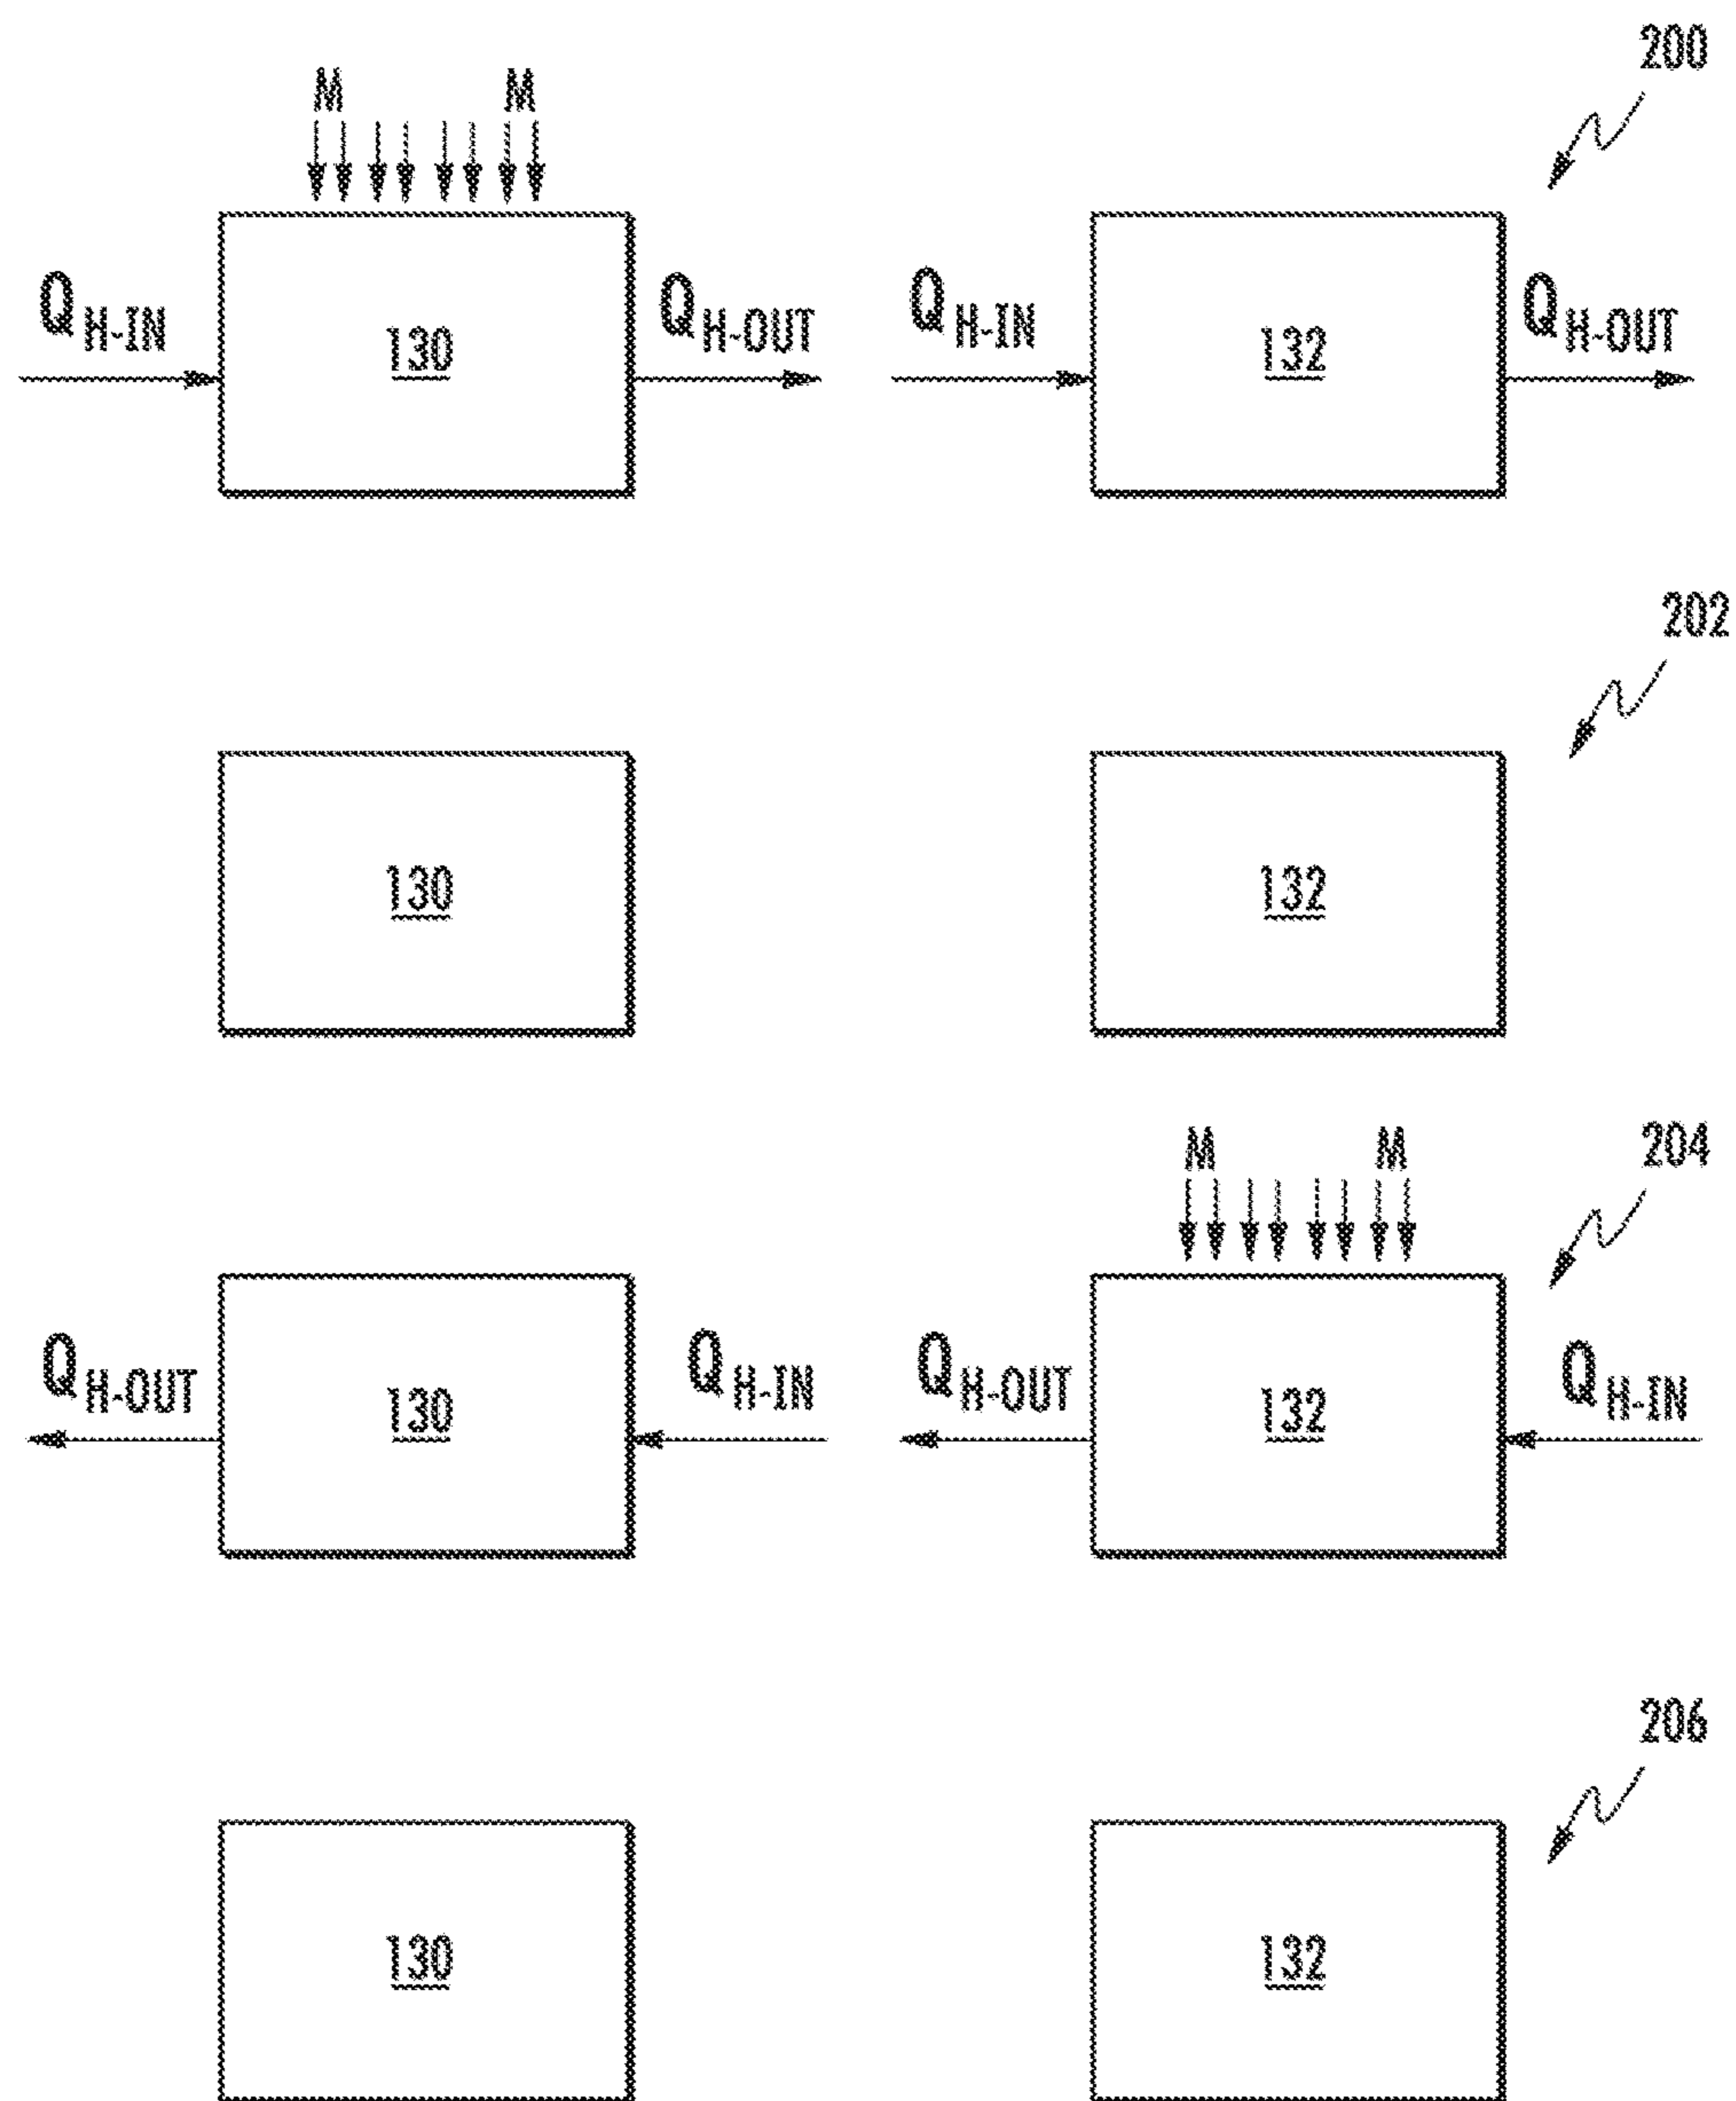 200
M M
Q H-IN 130 Q H-OUT Q H-IN 132 Q H-OUT
202
130 132
204
M M
Q H-OUT 130 Q H-IN Q H-OUT 132 Q H-IN
206
130 132